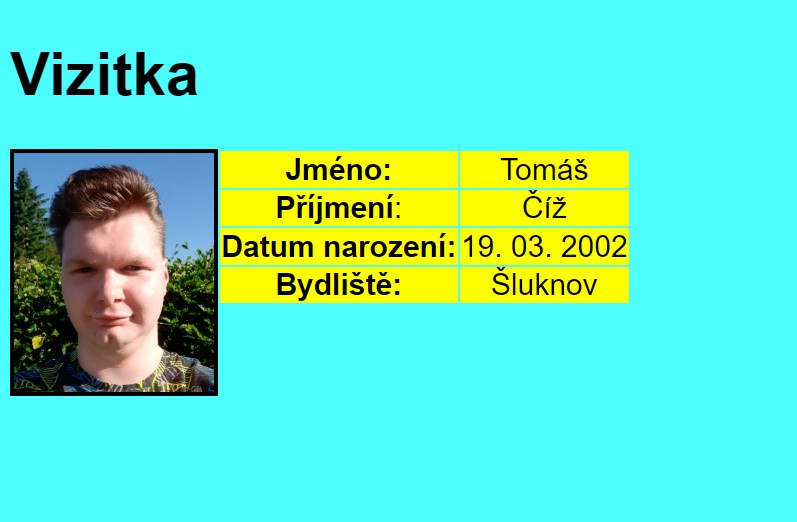 Vizitka
Jméno: Tomáš
Příjmení: Číž
Datum narození: 19. 03. 2002
Bydliště: Šluknov